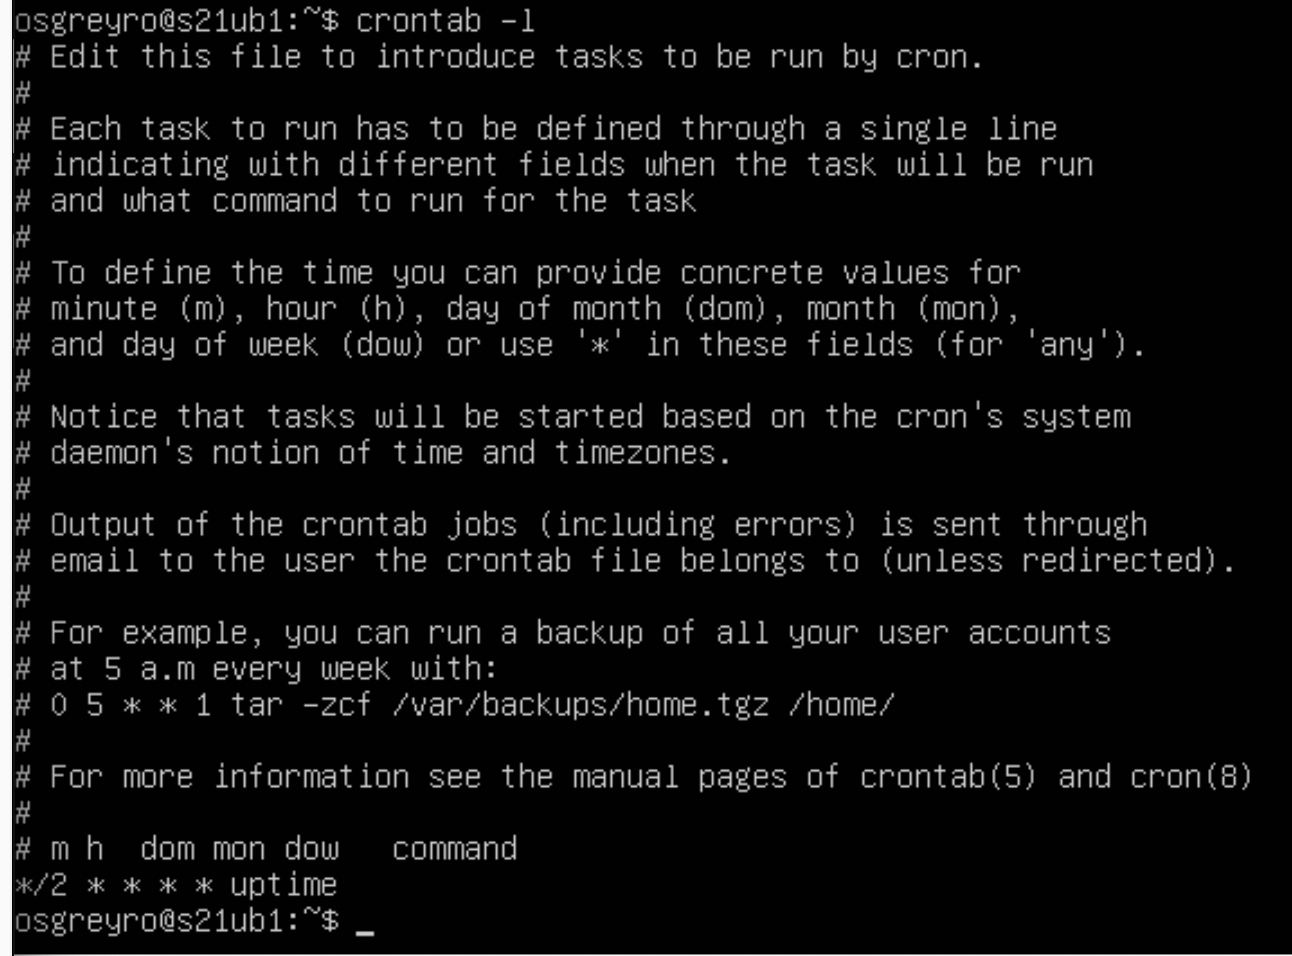 osgreyro@s21ub1:~$ crontab -l
# Edit this file to introduce tasks to be run by cron.
#
# Each task to run has to be defined through a single line
# indicating with different fields when the task will be run
# and what command to run for the task
#
# To define the time you can provide concrete values for
# minute (m), hour (h), day of month (dom), month (mon),
# and day of week (dow) or use '*' in these fields (for 'any').
#
# Notice that tasks will be started based on the cron's system
# daemon's notion of time and timezones.
#
# Output of the crontab jobs (including errors) is sent through
# email to the user the crontab file belongs to (unless redirected).
#
# For example, you can run a backup of all your user accounts
# at 5 a.m every week with:
# 0 5 * * 1 tar -zcf /var/backups/home.tgz /home/
#
# For more information see the manual pages of crontab(5) and cron(8)
#
# m h  dom mon dow   command
*/2 * * * * uptime
osgreyro@s21ub1:~$ _